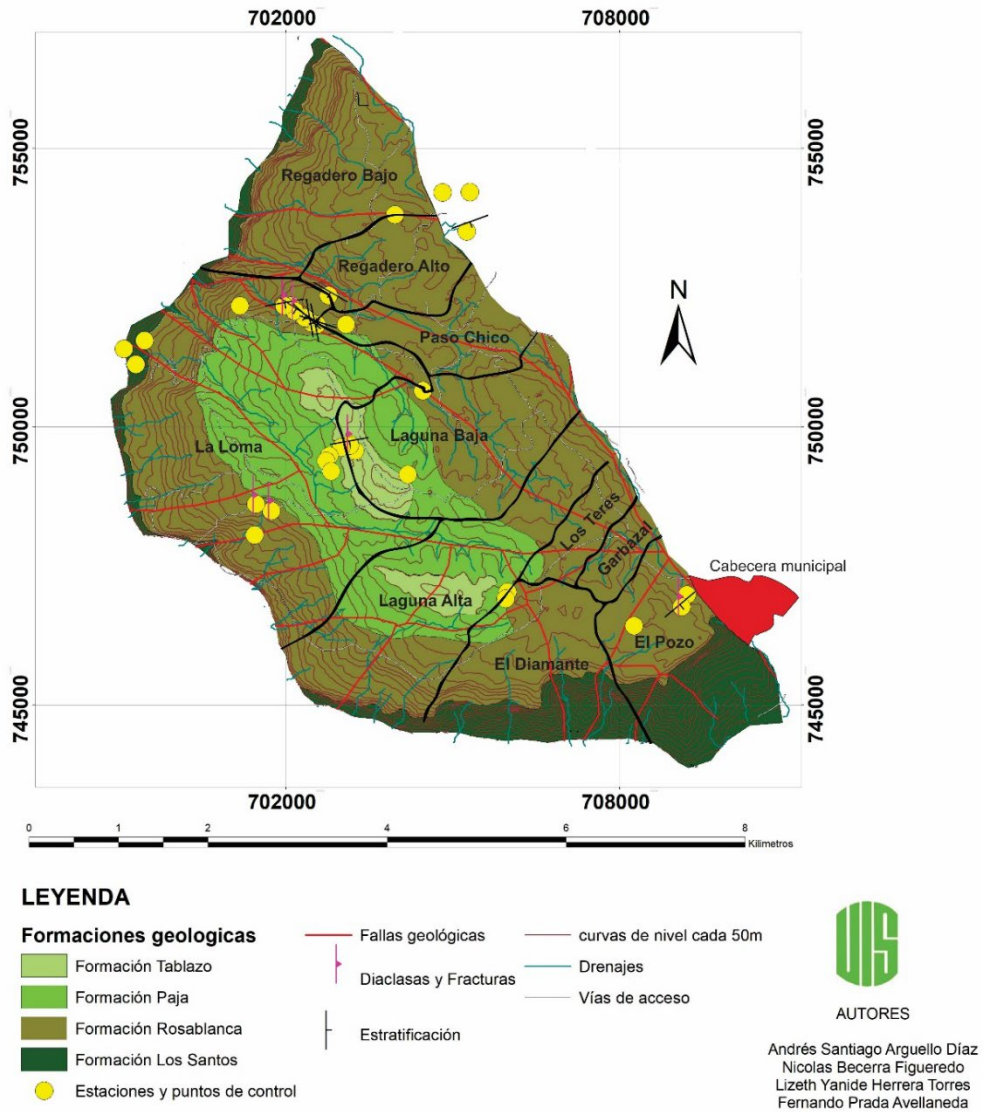 702000 708000
755000 755000
Regadero Bajo
Regadero Alto
N
Paso Chico
750000 750000
La Loma
Laguna Baja
Los Teres
Garbazal
Cabecera municipal
Laguna Alta
El Pozo
El Diamante
745000 745000
702000 708000
0 1 2 4 6 8
Kilimetros
LEYENDA
Formaciones geologicas
Formación Tablazo
Formación Paja
Formación Rosablanca
Formación Los Santos
Estaciones y puntos de control
Fallas geológicas
Diaclasas y Fracturas
Estratificación
curvas de nivel cada 50m
Drenajes
Vías de acceso
UIS
AUTORES
Andrés Santiago Arguello Díaz
Nicolas Becerra Figueredo
Lizeth Yanide Herrera Torres
Fernando Prada Avellaneda